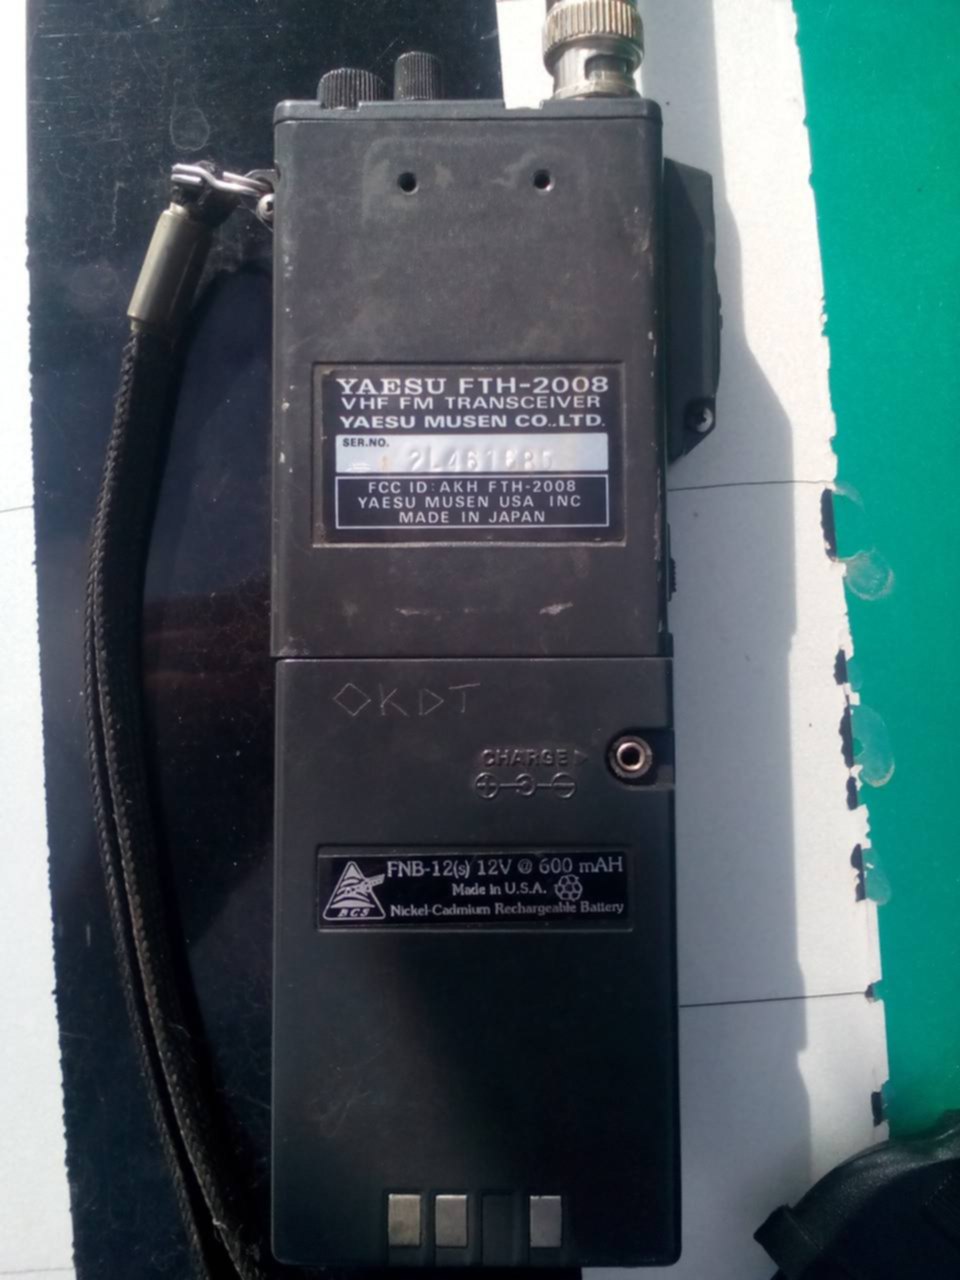 YAESU FTH-2008
VHF FM TRANSCEIVER
YAESU MUSEN CO.,LTD.
SER.NO.
FCC ID: AKH FTH-2008
YAESU MUSEN USA INC
MADE IN JAPAN
OKDT
CHARGE
FNB-12(s) 12V @ 600 mAH
Made in U.S.A.
BCS
Nickel-Cadmium Rechargeable Battery